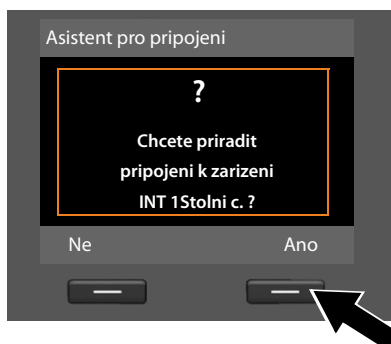 Asistent pro pripojeni
?
Chcete priradit
pripojeni k zarizeni
INT 1Stolni c. ?
Ne Ano